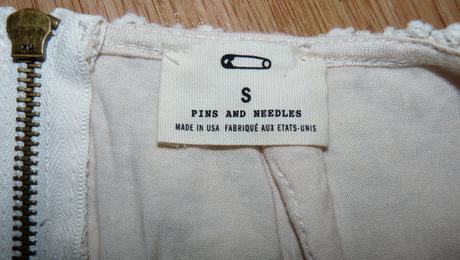 S
PINS AND NEEDLES
MADE IN USA FABRIQUÉ AUX ETATS-UNIS